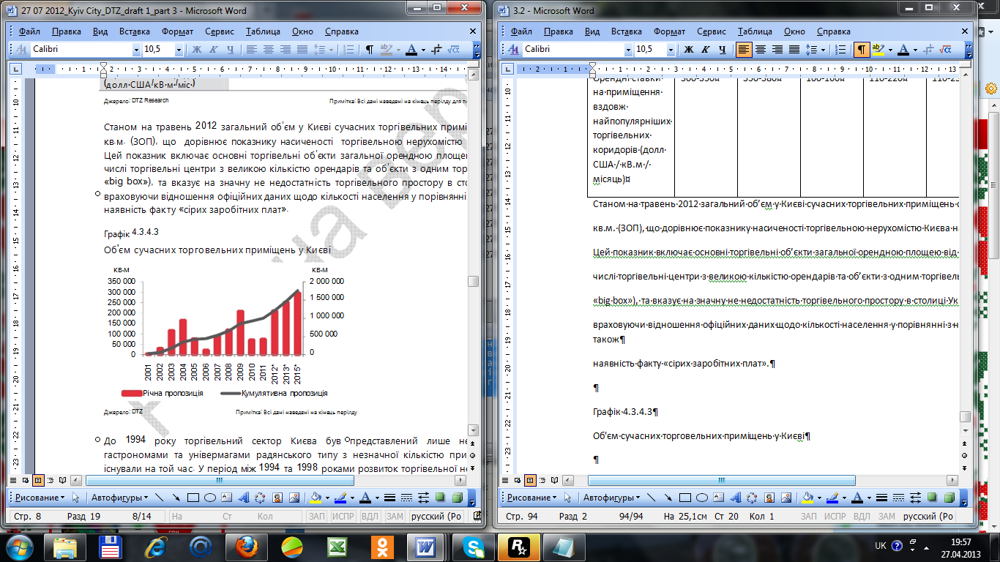 27 07 2012_Kyiv City_DTZ_draft 1_part 3 - Microsoft Word
Файл Правка Вид Вставка Формат Сервис Таблица Окно Справка
Calibri 10,5 Ж К Ч
(долл·США/кВ·м·/міс·)
Джерело: DTZ Research Примітка: Всі дані наведені на кінець періоду для ти
Станом на травень 2012 загальний об'єм у Києві сучасних торгівельних примі
кв·м· (ЗОП), що дорівнює показнику насиченості торгівельною нерухомістю
Цей показник включає основні торгівельні об'єкти загальної орендною площе
числі торгівельні центри з великою кількістю орендарів та об'єкти з одним тор
«big box»), та вказує на значну не недостатність торгівельного простору в сто
враховуючи відношення офіційних даних щодо кількості населення у порівнянні
наявність факту «сірих заробітних плат»·
Графік 4.3.4.3
Об'єм сучасних торговельних приміщень у Києві
кв·м кв·м
350 000 2 000 000
300 000
250 000 1 500 000
200 000
150 000 1 000 000
100 000 500 000
50 000
0 0
2001 2002 2003 2004 2005 2006 2007 2008 2009 2010 2011 2012* 2013* 2015*
Річна пропозиція Кумулятивна пропозиція
Джерело: DTZ Примітка: Всі дані наведені на кінець періду
До 1994 року торгівельний сектор Києва був представлений лише не
гастрономами та універмагами радянського типу з незначної кількістю при
існували на той час· У період між 1994 та 1998 роками розвиток торгівельної не
Рисование Автофигуры
Стр. 8 Разд 19 8/14 На Ст Кол ЗАП ИСПР ВДЛ ЗАМ русский (Ро
3.2 - Microsoft Word
Файл Правка Вид Вставка Формат Сервис Таблица Окно Справка
Calibri 10,5 Ж К Ч
Орендні ставки· 300-350¤ 350-380¤ 100-160¤ 110-220¤
на·приміщення·
вздовж·
найпопулярніших·
торгівельних·
коридорів·(долл·
США·/·кВ.м·/·
місяць)¤
Станом·на·травень·2012·загальний·об'єм·у·Києві·сучасних·торгівельних·приміщень·
кв.м.·(ЗОП),·що·дорівнює·показнику·насиченості·торгівельною·нерухомістю·Києва·н
Цей·показник·включає·основні·торгівельні·об'єкти·загальної·орендною·площею·від·
числі·торгівельні·центри·з·великою·кількістю·орендарів·та·об'єкти·з·одним·торгівел
«big·box»),·та·вказує·на·значну·не·недостатність·торгівельного·простору·в·столиці·Ук
враховуючи·відношення·офіційних·даних·щодо·кількості·населення·у·порівнянні·з·н
також¶
наявність·факту·«сірих·заробітних·плат».¶
¶
Графік·4.3.4.3¶
Об'єм·сучасних·торговельних·приміщень·у·Києві¶
¶
Рисование Автофигуры
Стр. 94 Разд 2 94/94 На 25,1см Ст 20 Кол 1 ЗАП ИСПР ВДЛ ЗАМ русский (Ро
UK 19:57
27.04.2013